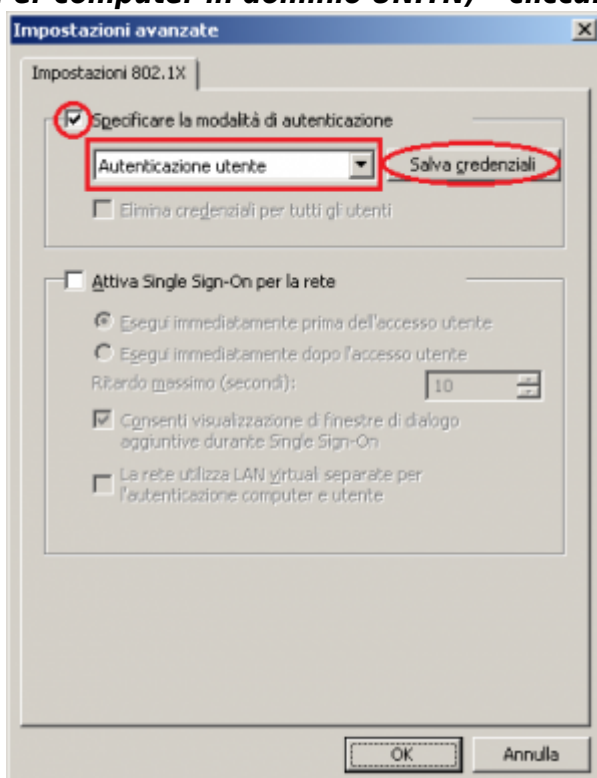 er computer in dominio UNITN) - cliccar
Impostazioni avanzate
Impostazioni 802.1X
Specificare la modalità di autenticazione
Autenticazione utente
Salva credenziali
Elimina credenziali per tutti gli utenti
Attiva Single Sign-On per la rete
Esegui immediatamente prima dell'accesso utente
Esegui immediatamente dopo l'accesso utente
Ritardo massimo (secondi):
10
Consenti visualizzazione di finestre di dialogo
aggiuntive durante Single Sign-On
La rete utilizza LAN virtuali separate per
l'autenticazione computer e utente
OK
Annulla